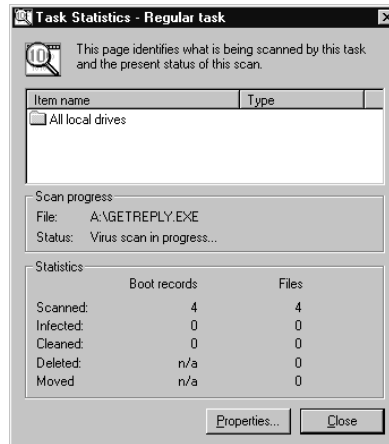 Task Statistics - Regular task
This page identifies what is being scanned by this task
and the present status of this scan.
Item name Type
All local drives
Scan progress
File: A:\GETREPLY.EXE
Status: Virus scan in progress...
Statistics
Boot records Files
Scanned: 4 4
Infected: 0 0
Cleaned: 0 0
Deleted: n/a 0
Moved n/a 0
Properties... Close